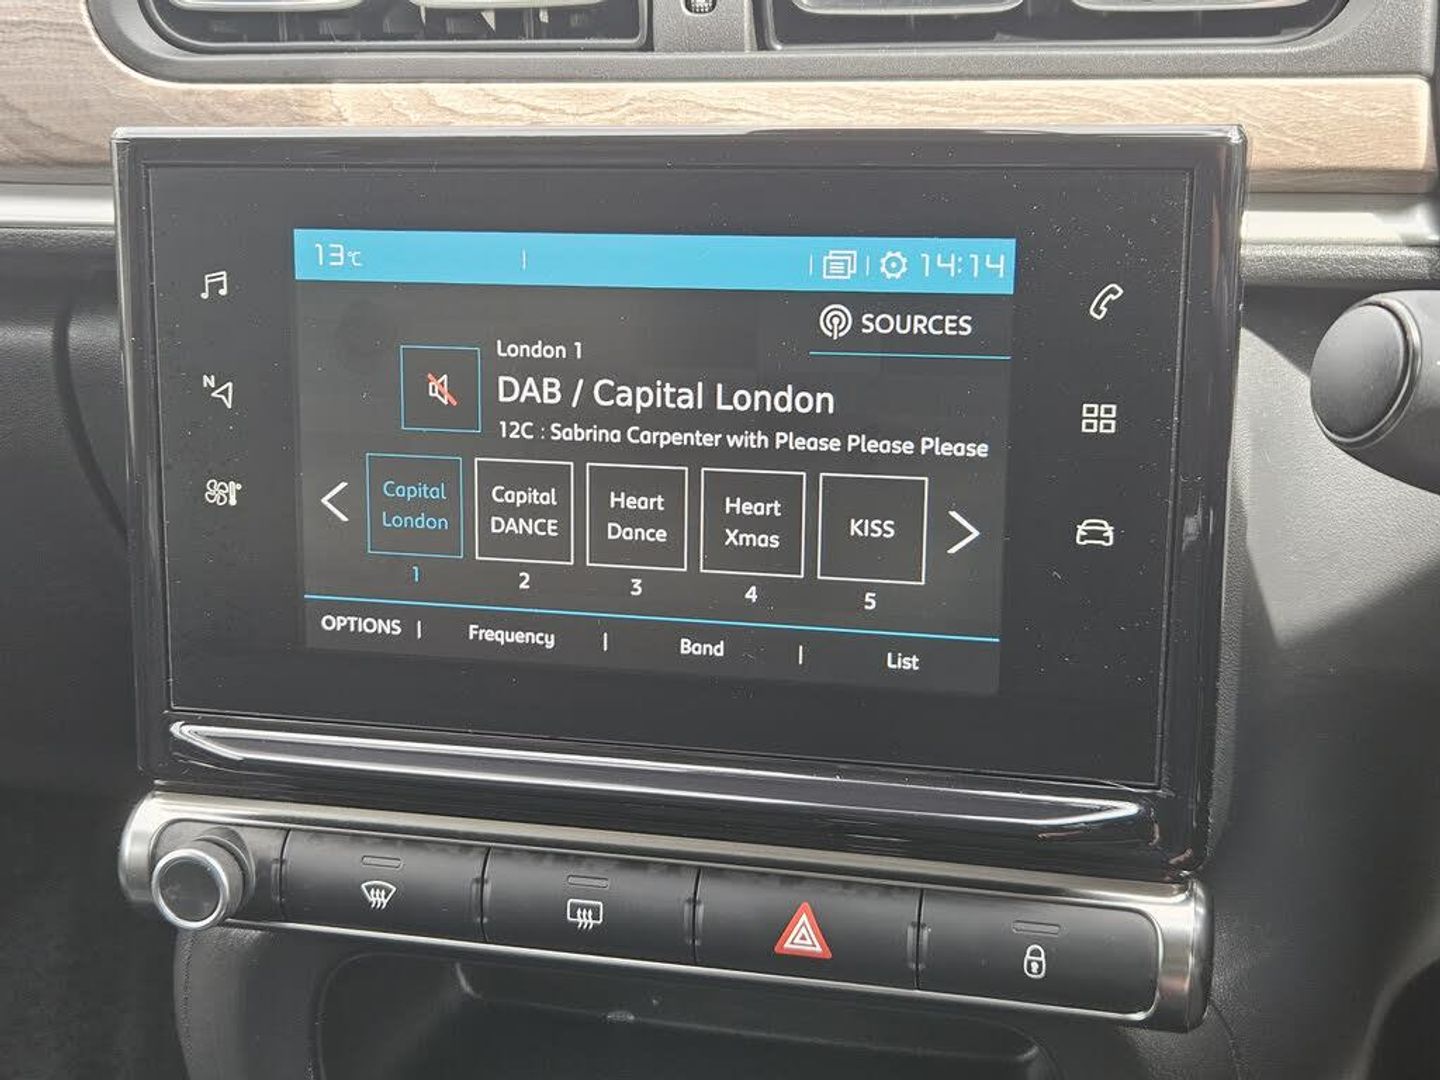 13°C
14:14
SOURCES
London 1
DAB / Capital London
12C : Sabrina Carpenter with Please Please Please
N
Capital
London
Capital
DANCE
Heart
Dance
Heart
Xmas
KISS
1
2
3
4
5
OPTIONS | Frequency | Band | List